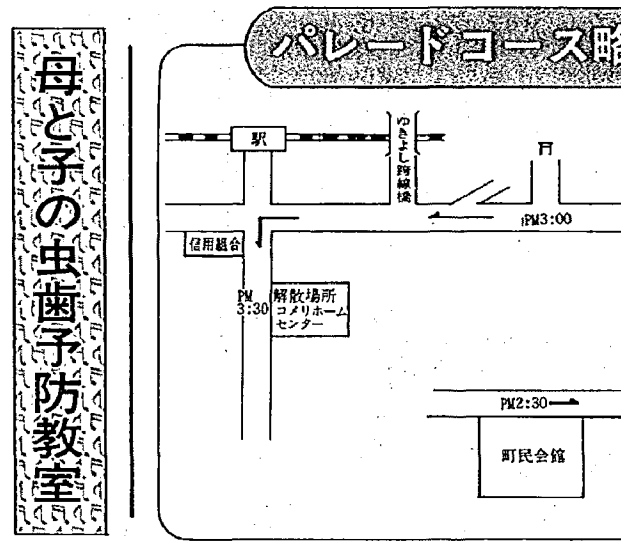 母と子の虫歯予防教室
パレードコース略
駅
ゆきよし跨線橋
⛩
PM3:00
信用組合
PM
3:30
解散場所
コメリホーム
センター
PM2:30
町民会館